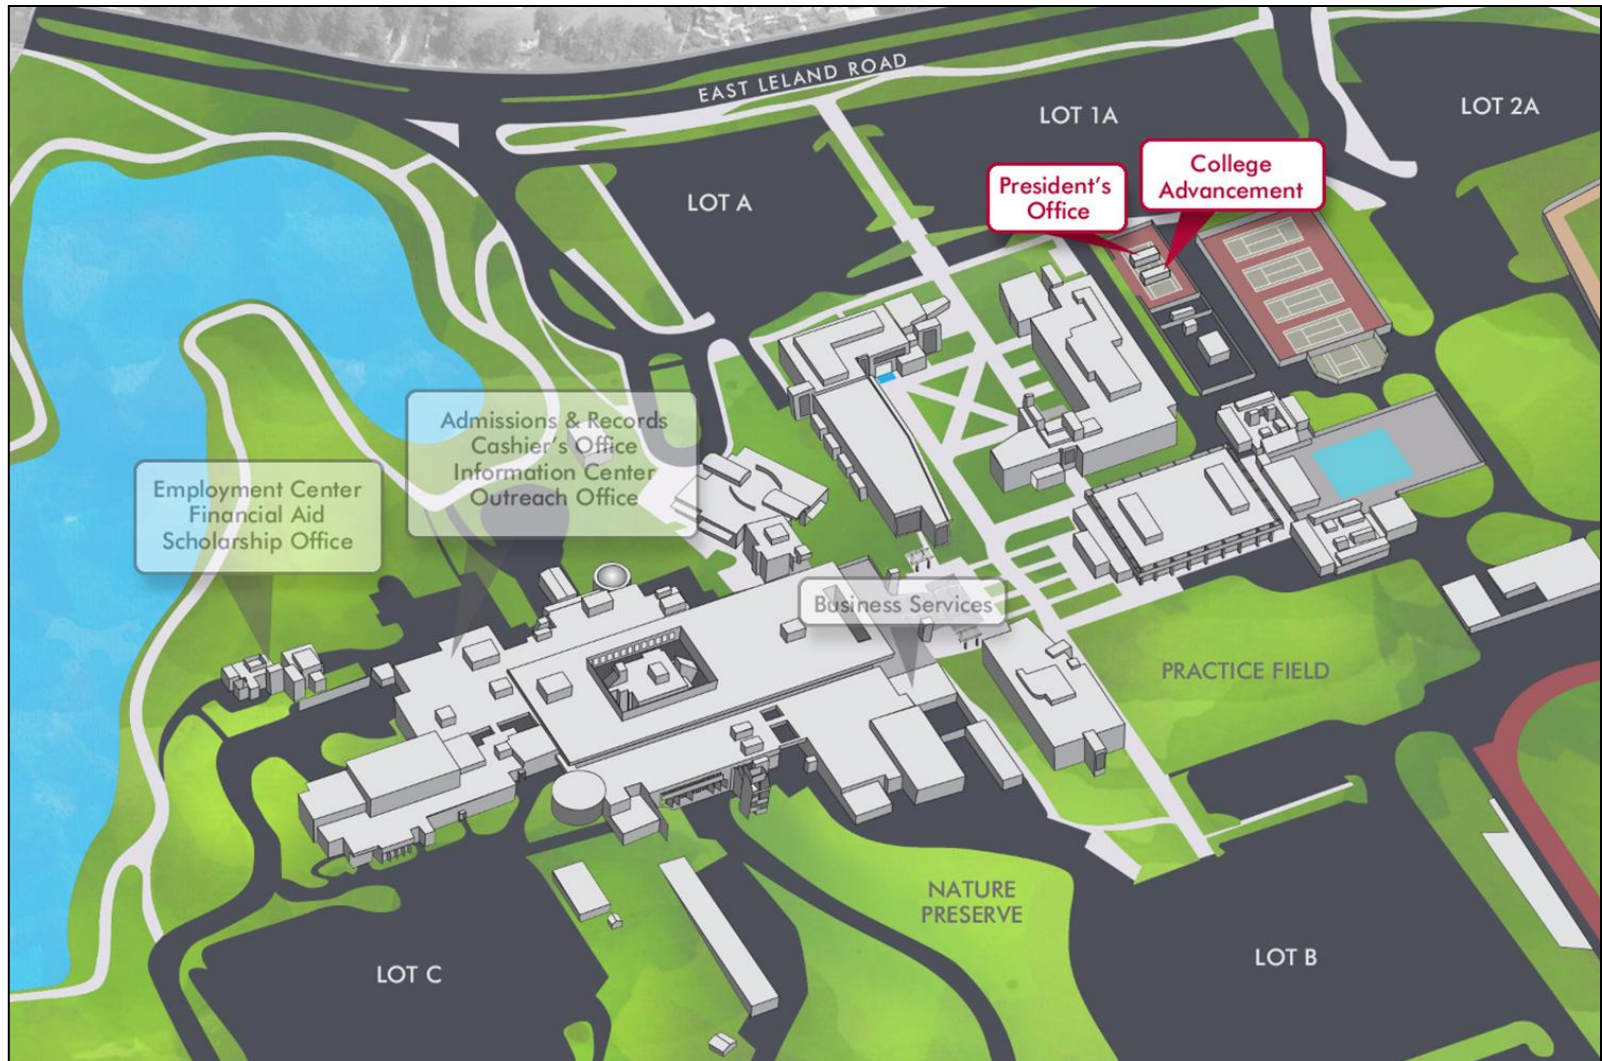 EAST LELAND ROAD
LOT 1A
LOT 2A
College
Advancement
President's
Office
LOT A
Admissions & Records
Cashier's Office
Information Center
Outreach Office
Employment Center
Financial Aid
Scholarship Office
Business Services
PRACTICE FIELD
NATURE
PRESERVE
LOT B
LOT C